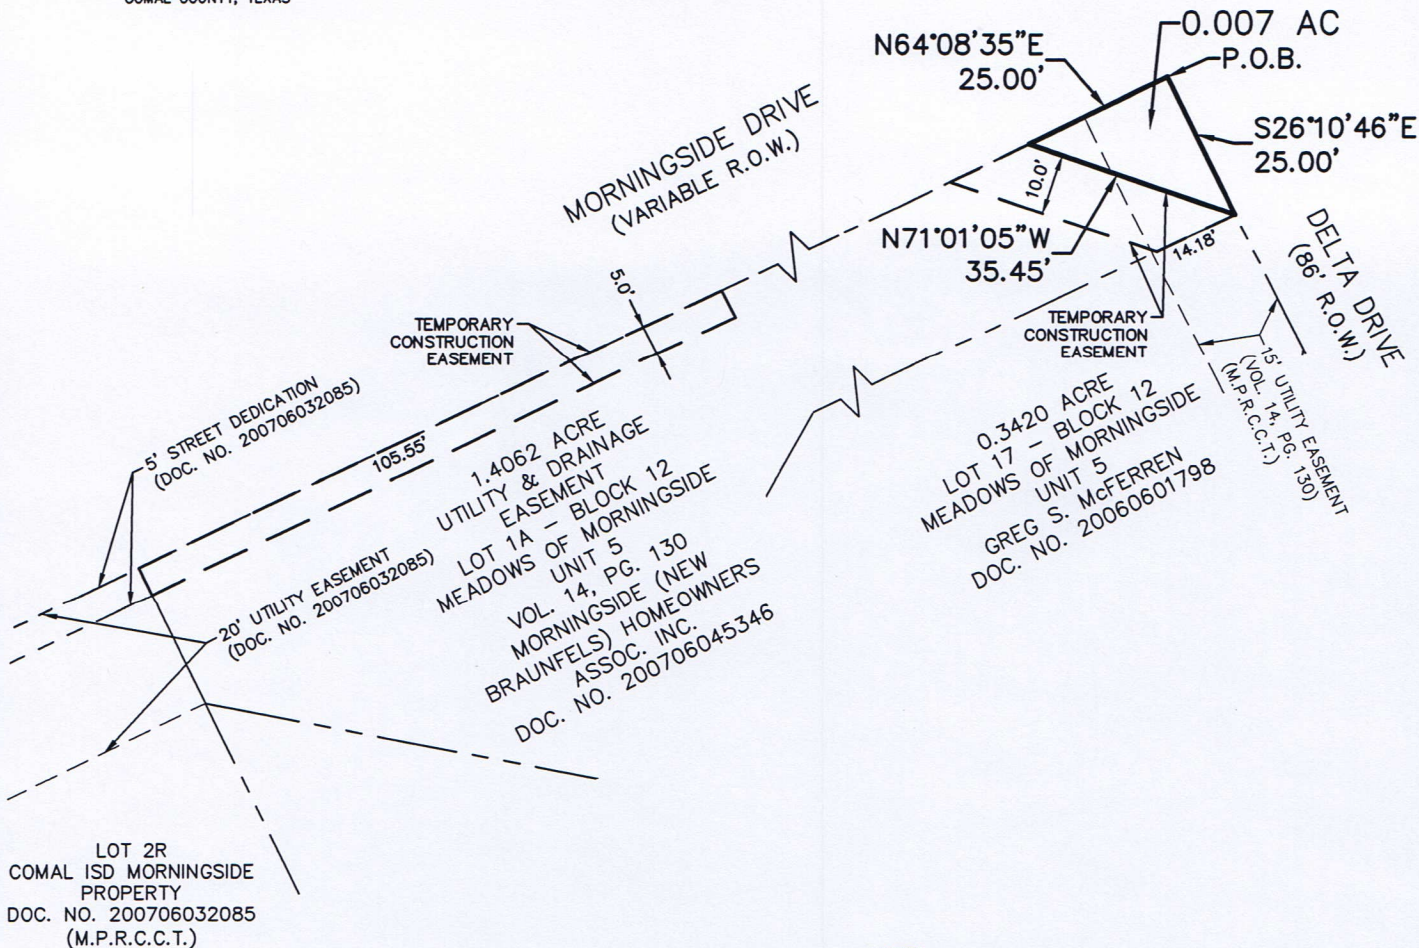 COMAL COUNTY, TEXAS
N64°08'35"E
25.00'
0.007 AC
P.O.B.
S26°10'46"E
25.00'
MORNINGSIDE DRIVE
(VARIABLE R.O.W.)
10.0'
N71°01'05"W
35.45'
14.18'
DELTA DRIVE
(86' R.O.W.)
5.0'
TEMPORARY
CONSTRUCTION
EASEMENT
TEMPORARY
CONSTRUCTION
EASEMENT
15' UTILITY EASEMENT
(VOL. 14, PG. 130)
(M.P.R.C.C.T.)
5' STREET DEDICATION
(DOC. NO. 200706032085)
105.55'
1.4062 ACRE
UTILITY & DRAINAGE
EASEMENT
LOT 1A - BLOCK 12
MEADOWS OF MORNINGSIDE
UNIT 5
VOL. 14, PG. 130
MORNINGSIDE (NEW
BRAUNFELS) HOMEOWNERS
ASSOC. INC.
DOC. NO. 200706045346
0.3420 ACRE
LOT 17 - BLOCK 12
MEADOWS OF MORNINGSIDE
UNIT 5
GREG S. McFERREN
DOC. NO. 20060601798
20' UTILITY EASEMENT
(DOC. NO. 200706032085)
LOT 2R
COMAL ISD MORNINGSIDE
PROPERTY
DOC. NO. 200706032085
(M.P.R.C.C.T.)